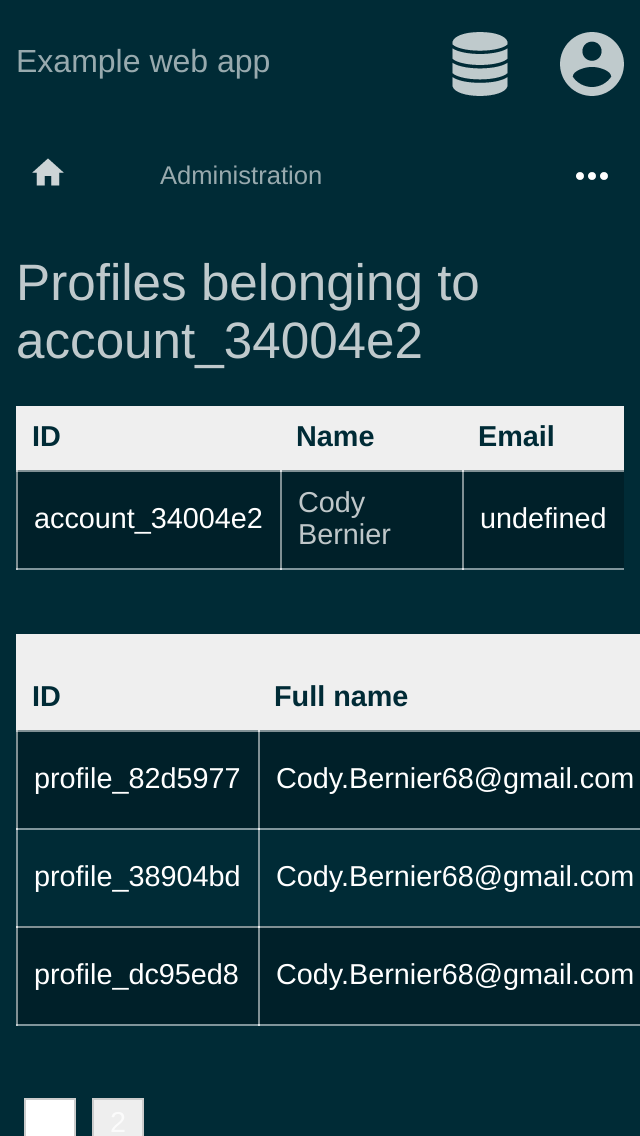 Example web app
Administration
Profiles belonging to
account_34004e2
ID Name Email
account_34004e2 Cody Bernier undefined
ID Full name
profile_82d5977 Cody.Bernier68@gmail.com
profile_38904bd Cody.Bernier68@gmail.com
profile_dc95ed8 Cody.Bernier68@gmail.com
2